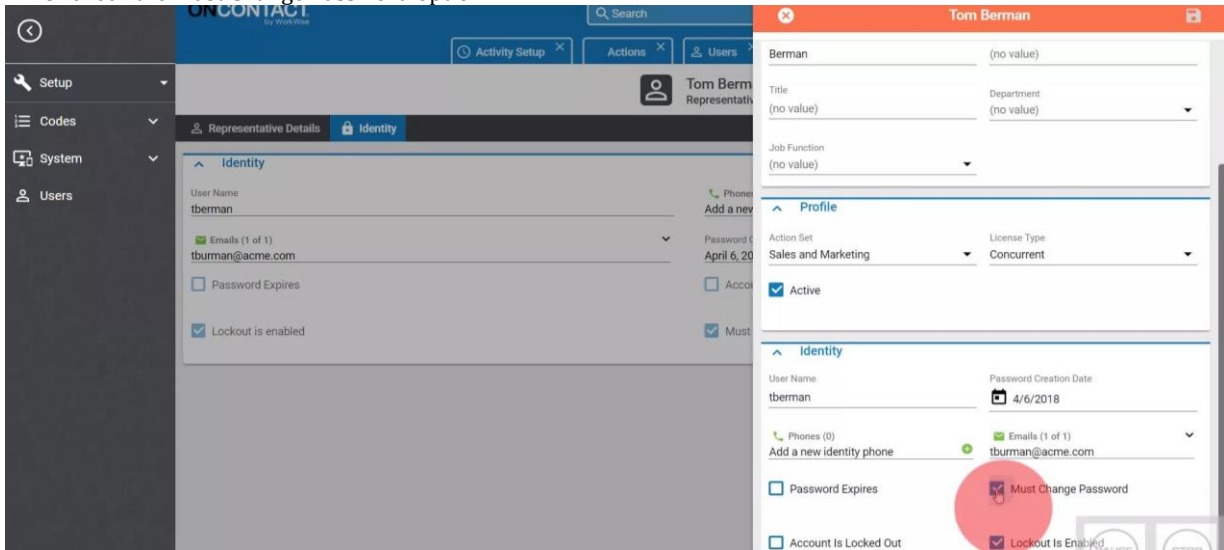 ONCONTACT
by WorkWise
Search
Tom Berman
Activity Setup
Actions
Users
Setup
Codes
System
Users
Tom Berm
Representativ
Representative Details
Identity
Identity
User Name
tberman
Phone
Add a new
Emails (1 of 1)
tburman@acme.com
Password C
April 6, 20
Password Expires
Accou
Lockout is enabled
Must
Berman
(no value)
Title
(no value)
Department
(no value)
Job Function
(no value)
Profile
Action Set
Sales and Marketing
License Type
Concurrent
Active
Identity
User Name
tberman
Password Creation Date
4/6/2018
Phones (0)
Add a new identity phone
Emails (1 of 1)
tburman@acme.com
Password Expires
Must Change Password
Account Is Locked Out
Lockout Is Enabled